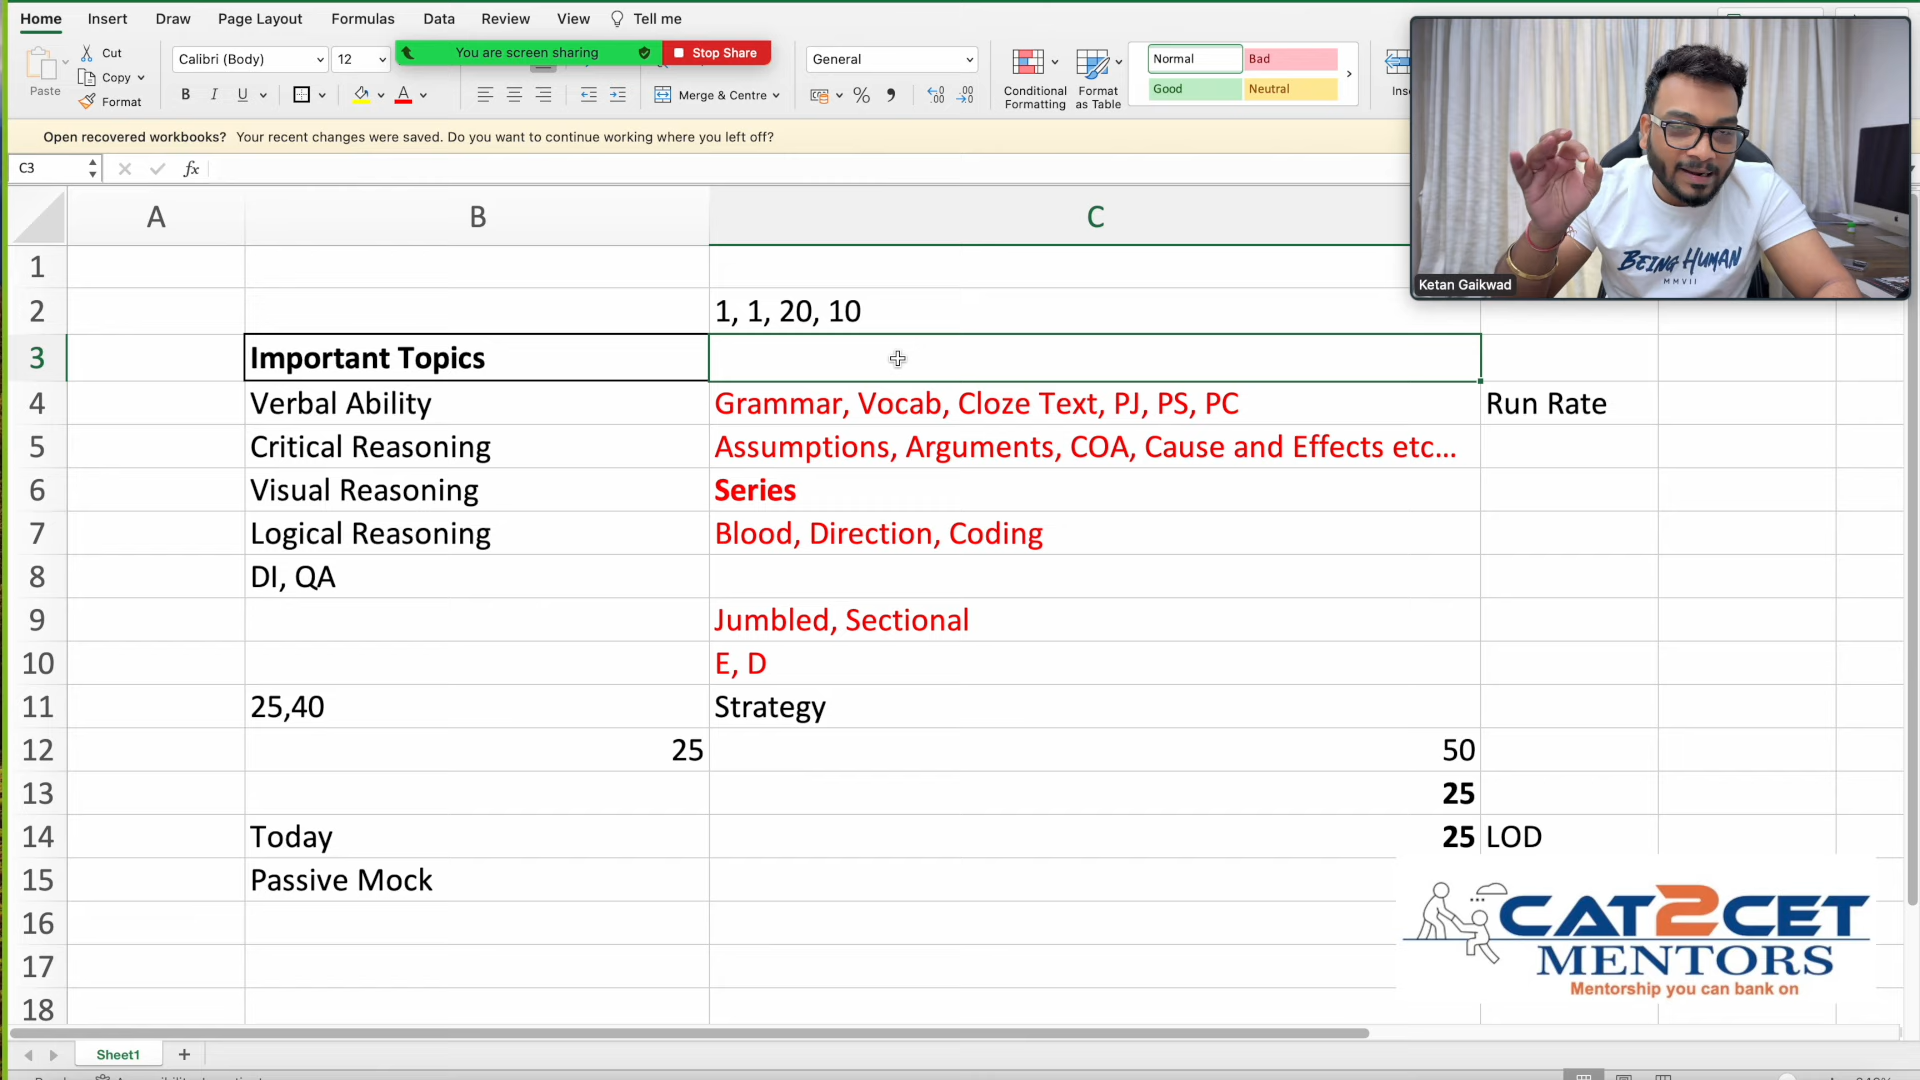 Home Insert Draw Page Layout Formulas Data Review View Tell me
Cut
Copy
Format
Paste
Calibri (Body) 12
You are screen sharing Stop Share
B I U A
Merge & Centre
General
%
Conditional Formatting
Format as Table
Normal Bad
Good Neutral
Ins
Open recovered workbooks? Your recent changes were saved. Do you want to continue working where you left off?
C3 fx
BEING HUMAN
MMVII
Ketan Gaikwad
A B C
1
2 1, 1, 20, 10
3 Important Topics
4 Verbal Ability Grammar, Vocab, Cloze Text, PJ, PS, PC Run Rate
5 Critical Reasoning Assumptions, Arguments, COA, Cause and Effects etc...
6 Visual Reasoning Series
7 Logical Reasoning Blood, Direction, Coding
8 DI, QA
9 Jumbled, Sectional
10 E, D
11 25,40 Strategy
12 25 50
13 25
14 Today 25 LOD
15 Passive Mock
16
17
18
CAT2CET
MENTORS
Mentorship you can bank on
Sheet1